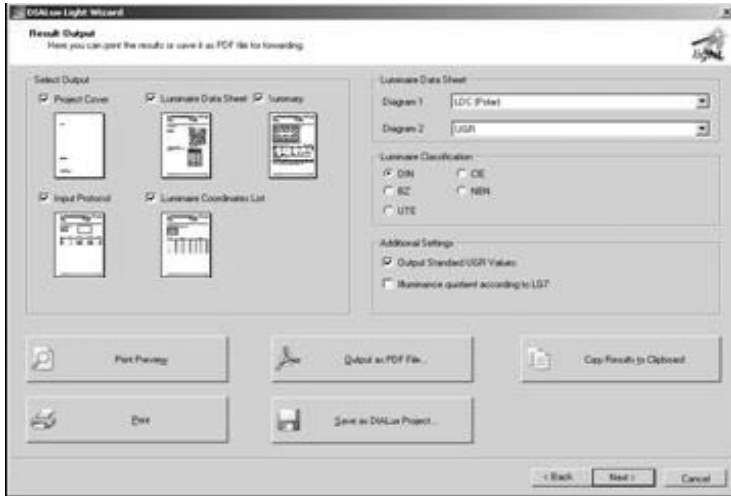 DIALux Light Wizard
Result Output
Here you can print the results or save it as PDF file for forwarding.
Select Output
Project Cover
Luminaire Data Sheet
Summary
Input Protocol
Luminaire Coordinates List
Luminaire Data Sheet
Diagram 1
LDC (Polar)
Diagram 2
UGR
Luminaire Classification
DIN
CIE
BZ
NBN
UTE
Additional Settings
Output Standard UGR Values
Illuminance quotient according to LG7
Print Preview
Output as PDF File...
Copy Results to Clipboard
Print
Save as DIALux Project...
< Back
Next >
Cancel